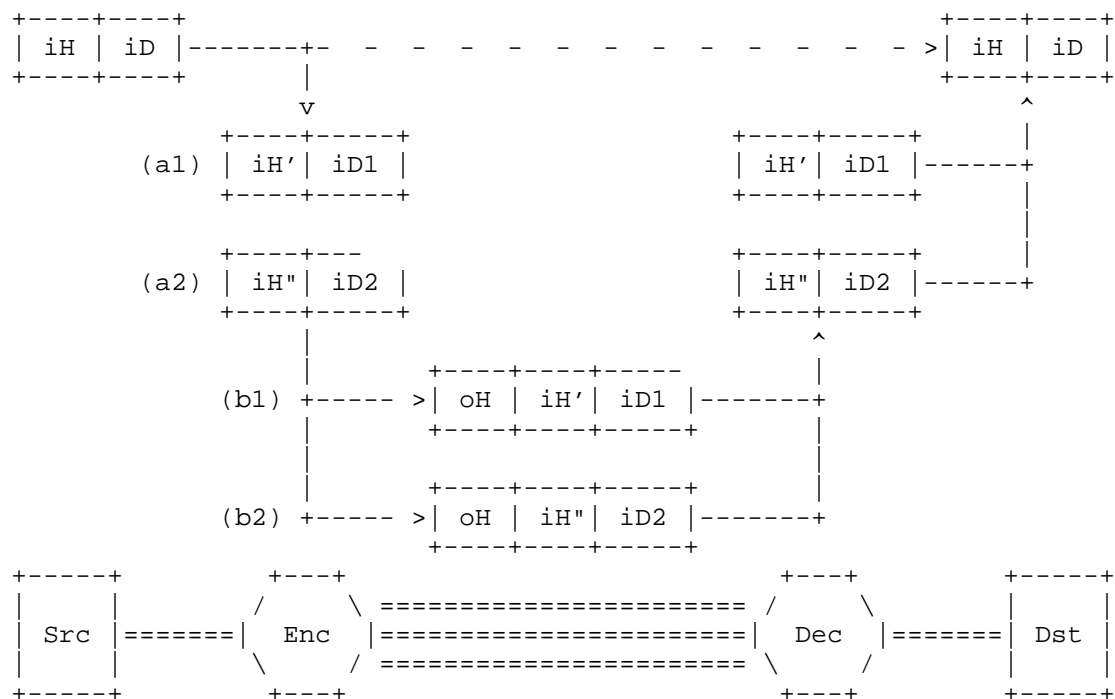 iH iD iH iD
(a1) iH' iD1 iH' iD1
(a2) iH" iD2 iH" iD2
(b1) oH iH' iD1
(b2) oH iH" iD2
Src Enc Dec Dst